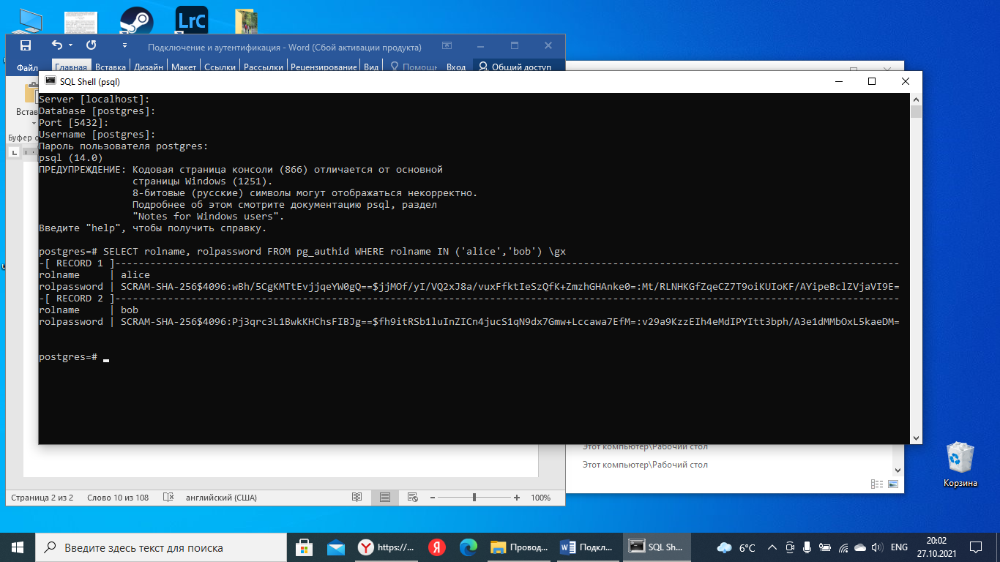 LrC
Подключение и аутентификация - Word (Сбой активации продукта)
Файл Главная Вставка Дизайн Макет Ссылки Рассылки Рецензирование Вид Вход Общий доступ
SQL Shell (psql)
Server [localhost]:
Database [postgres]:
Port [5432]:
Username [postgres]:
Пароль пользователя postgres:
psql (14.0)
ПРЕДУПРЕЖДЕНИЕ: Кодовая страница консоли (866) отличается от основной
страницы Windows (1251).
8-битовые (русские) символы могут отображаться некорректно.
Подробнее об этом смотрите документацию psql, раздел
"Notes for Windows users".
Введите "help", чтобы получить справку.
postgres=# SELECT rolname, rolpassword FROM pg_authid WHERE rolname IN ('alice','bob') \gx
-[ RECORD 1 ]-----------------------------------------------------------------------------------------------------------
rolname     | alice
rolpassword | SCRAM-SHA-256$4096:wBh/5CgKMTtEvjjqeYW0gQ==$jjMOf/yI/VQ2xJ8a/vuxFfktIeSzQfK+ZmzhGHAnke0=:Mt/RLNHKGfZqeCZ7T9oiKUIoKF/AYipeBclZVjaVI9E=
-[ RECORD 2 ]-----------------------------------------------------------------------------------------------------------
rolname     | bob
rolpassword | SCRAM-SHA-256$4096:Pj3qrc3L1BwkKHChsFIBJg==$fh9itRSb1luInZICn4jucS1qN9dx7Gmw+Lccawa7EfM=:v29a9KzzEIh4eMdIPYItt3bph/A3e1dMMbOxL5kaeDM=
postgres=#
Этот компьютер\Рабочий стол
Этот компьютер\Рабочий стол
Корзина
Страница 2 из 2 Слово 10 из 108 английский (США) 100%
Введите здесь текст для поиска https://... Я Провод... Подкл... SQL Sh... 6°C ENG 20:02
27.10.2021